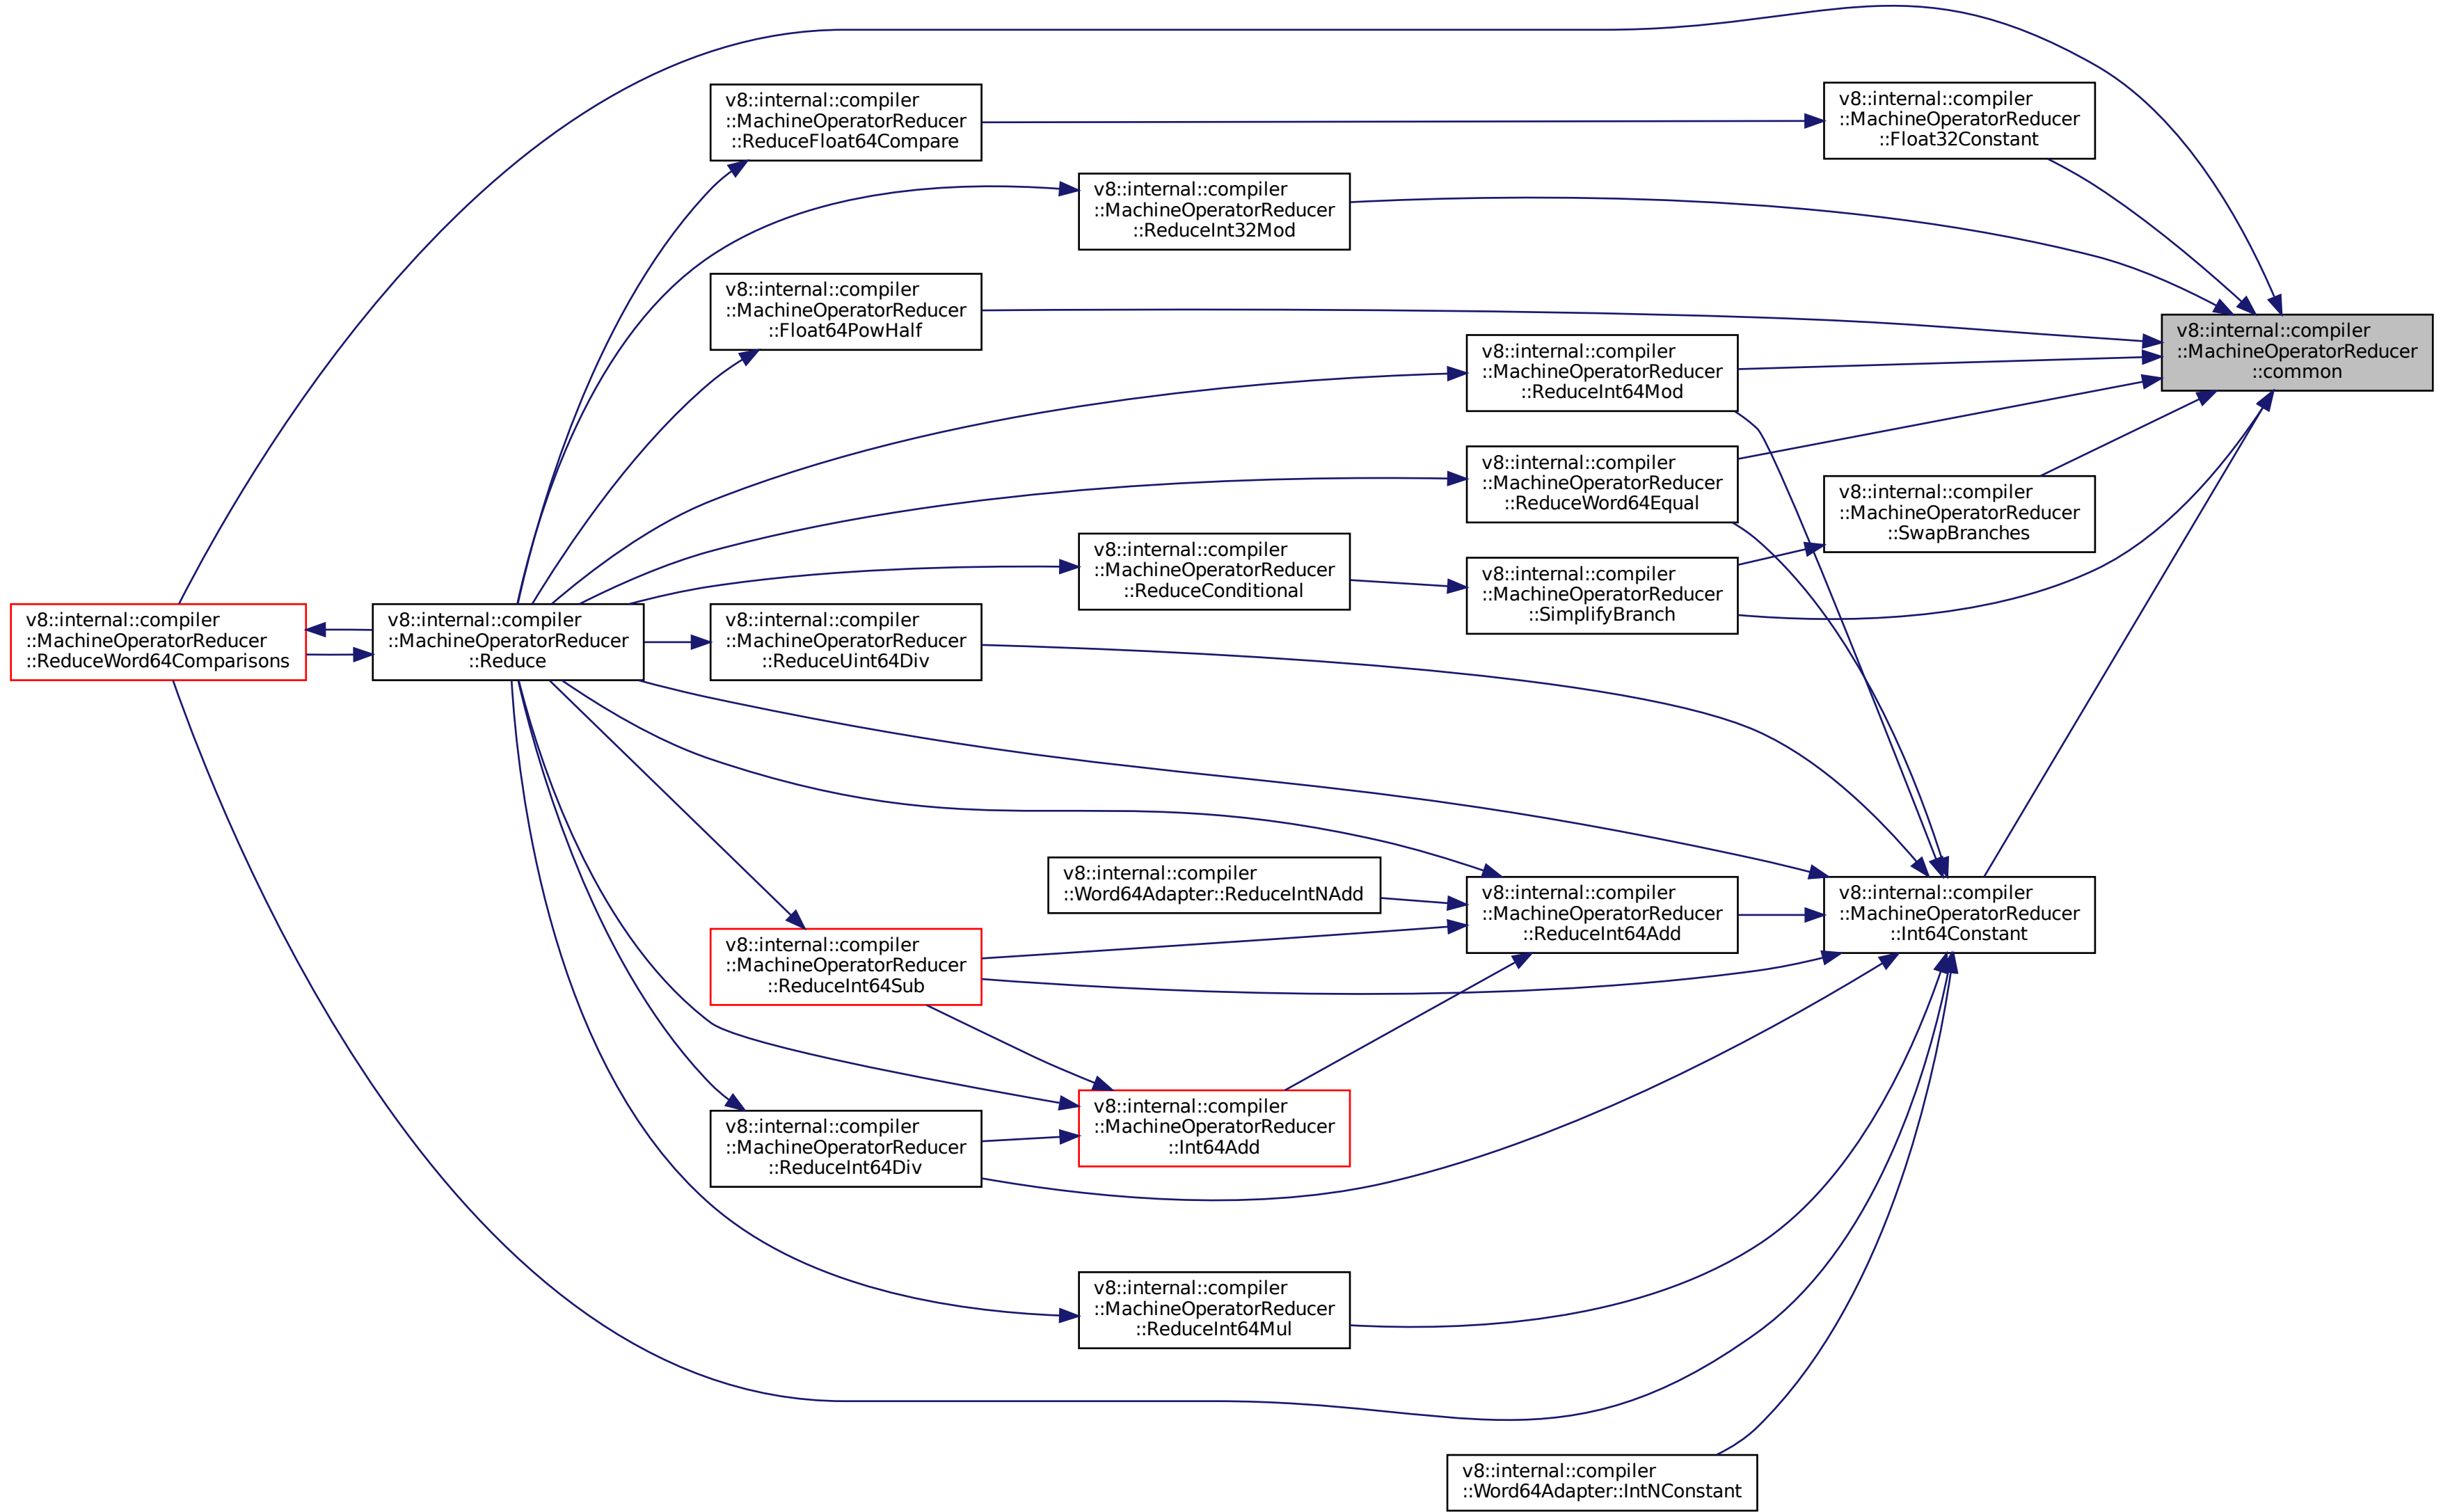 v8::internal::compiler
::MachineOperatorReducer
::ReduceFloat64Compare
v8::internal::compiler
::MachineOperatorReducer
::Float32Constant
v8::internal::compiler
::MachineOperatorReducer
::ReduceInt32Mod
v8::internal::compiler
::MachineOperatorReducer
::Float64PowHalf
v8::internal::compiler
::MachineOperatorReducer
::common
v8::internal::compiler
::MachineOperatorReducer
::ReduceInt64Mod
v8::internal::compiler
::MachineOperatorReducer
::ReduceWord64Equal
v8::internal::compiler
::MachineOperatorReducer
::SwapBranches
v8::internal::compiler
::MachineOperatorReducer
::ReduceConditional
v8::internal::compiler
::MachineOperatorReducer
::SimplifyBranch
v8::internal::compiler
::MachineOperatorReducer
::ReduceWord64Comparisons
v8::internal::compiler
::MachineOperatorReducer
::Reduce
v8::internal::compiler
::MachineOperatorReducer
::ReduceUint64Div
v8::internal::compiler
::Word64Adapter::ReduceIntNAdd
v8::internal::compiler
::MachineOperatorReducer
::ReduceInt64Add
v8::internal::compiler
::MachineOperatorReducer
::Int64Constant
v8::internal::compiler
::MachineOperatorReducer
::ReduceInt64Sub
v8::internal::compiler
::MachineOperatorReducer
::Int64Add
v8::internal::compiler
::MachineOperatorReducer
::ReduceInt64Div
v8::internal::compiler
::MachineOperatorReducer
::ReduceInt64Mul
v8::internal::compiler
::Word64Adapter::IntNConstant